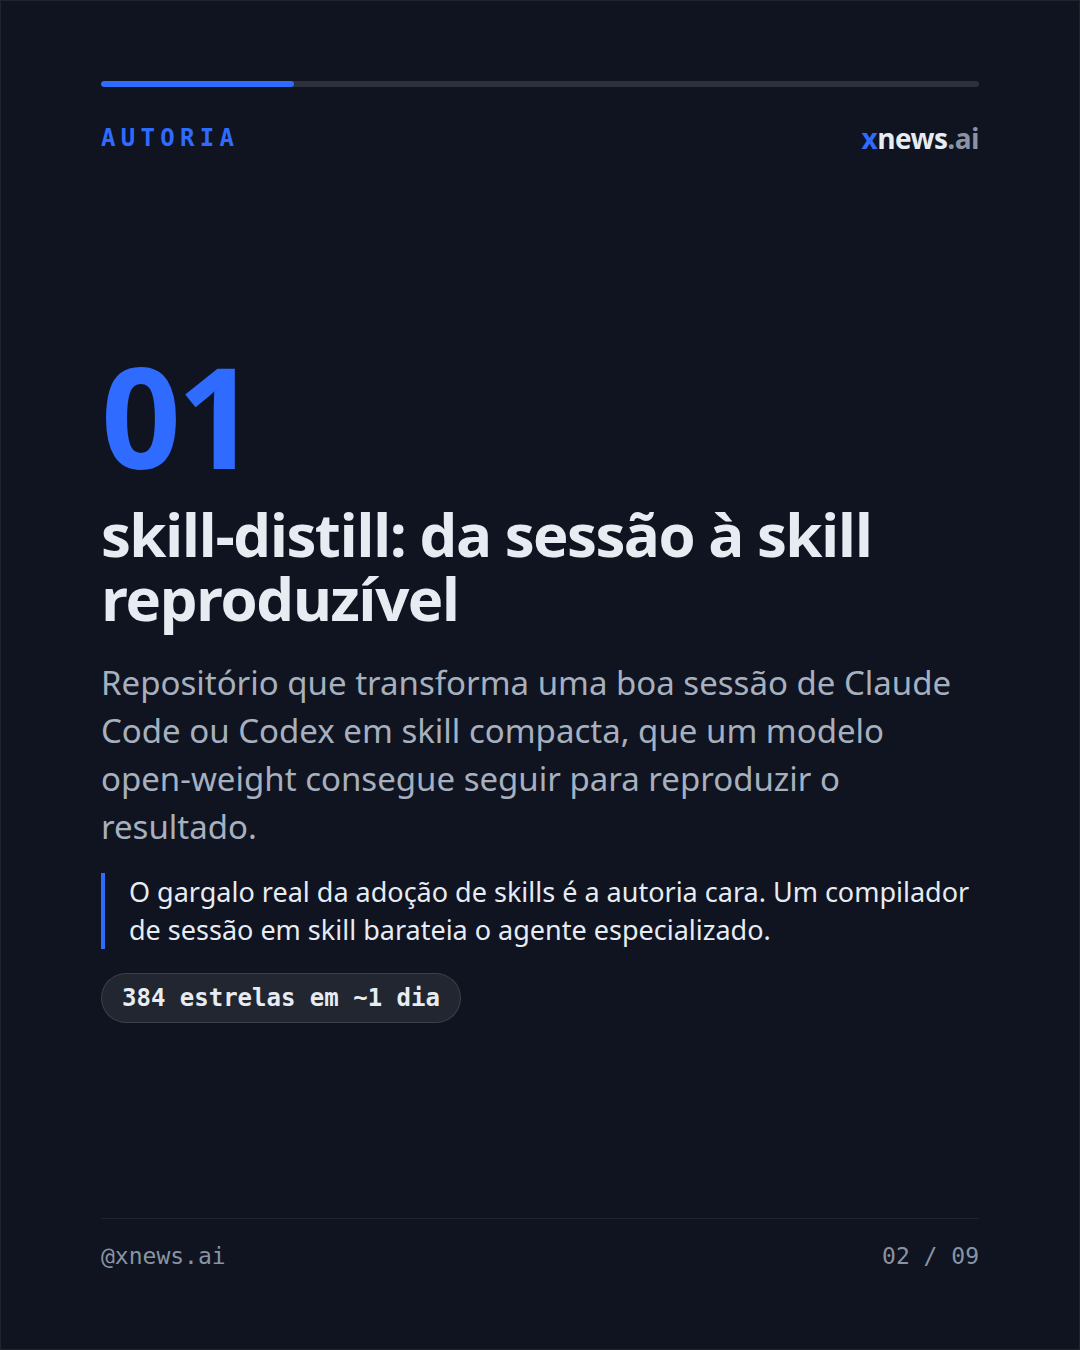 AUTORIA
xnews.ai
01
skill-distill: da sessão à skill
reproduzível
Repositório que transforma uma boa sessão de Claude
Code ou Codex em skill compacta, que um modelo
open-weight consegue seguir para reproduzir o
resultado.
O gargalo real da adoção de skills é a autoria cara. Um compilador
de sessão em skill barateia o agente especializado.
384 estrelas em ~1 dia
@xnews.ai
02 / 09